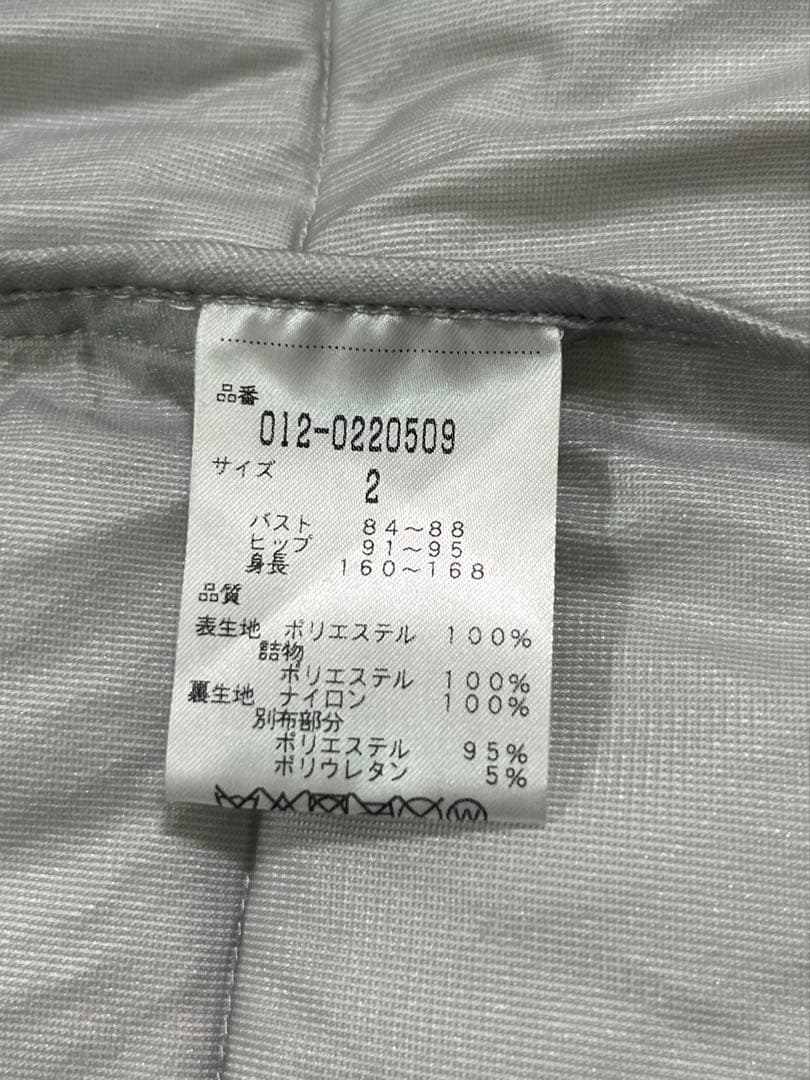 品番
012-0220509
サイズ
2
バスト 84～88
ヒップ 91～95
身長 160～168
品質
表生地 ポリエステル 100%
詰物
ポリエステル 100%
裏生地 ナイロン 100%
別布部分
ポリエステル 95%
ポリウレタン 5%